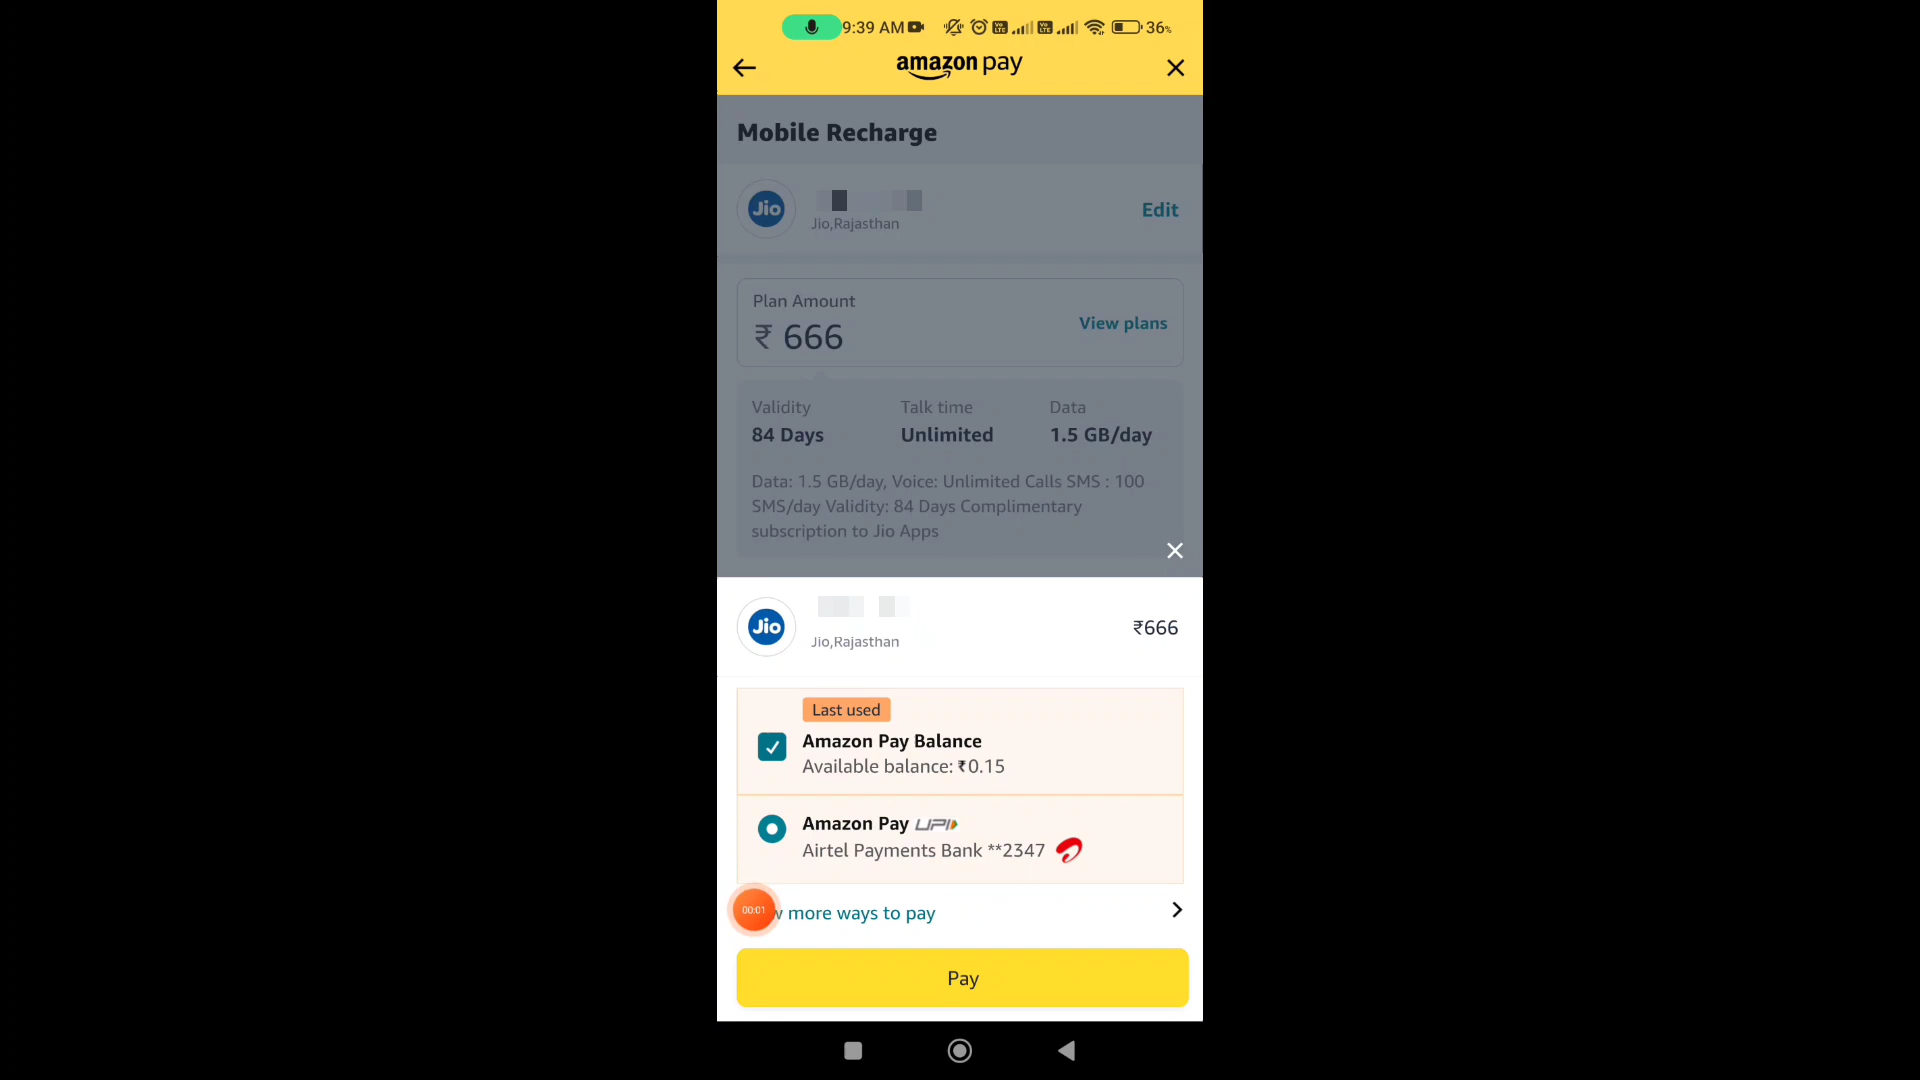 9:39 AM
36%
amazon pay
Mobile Recharge
Jio
Jio,Rajasthan
Edit
Plan Amount
₹ 666
View plans
Validity
Talk time
Data
84 Days
Unlimited
1.5 GB/day
Data: 1.5 GB/day, Voice: Unlimited Calls SMS : 100
SMS/day Validity: 84 Days Complimentary
subscription to Jio Apps
Jio
Jio,Rajasthan
₹666
Last used
Amazon Pay Balance
Available balance: ₹0.15
Amazon Pay UPI
Airtel Payments Bank **2347
00:01
more ways to pay
Pay